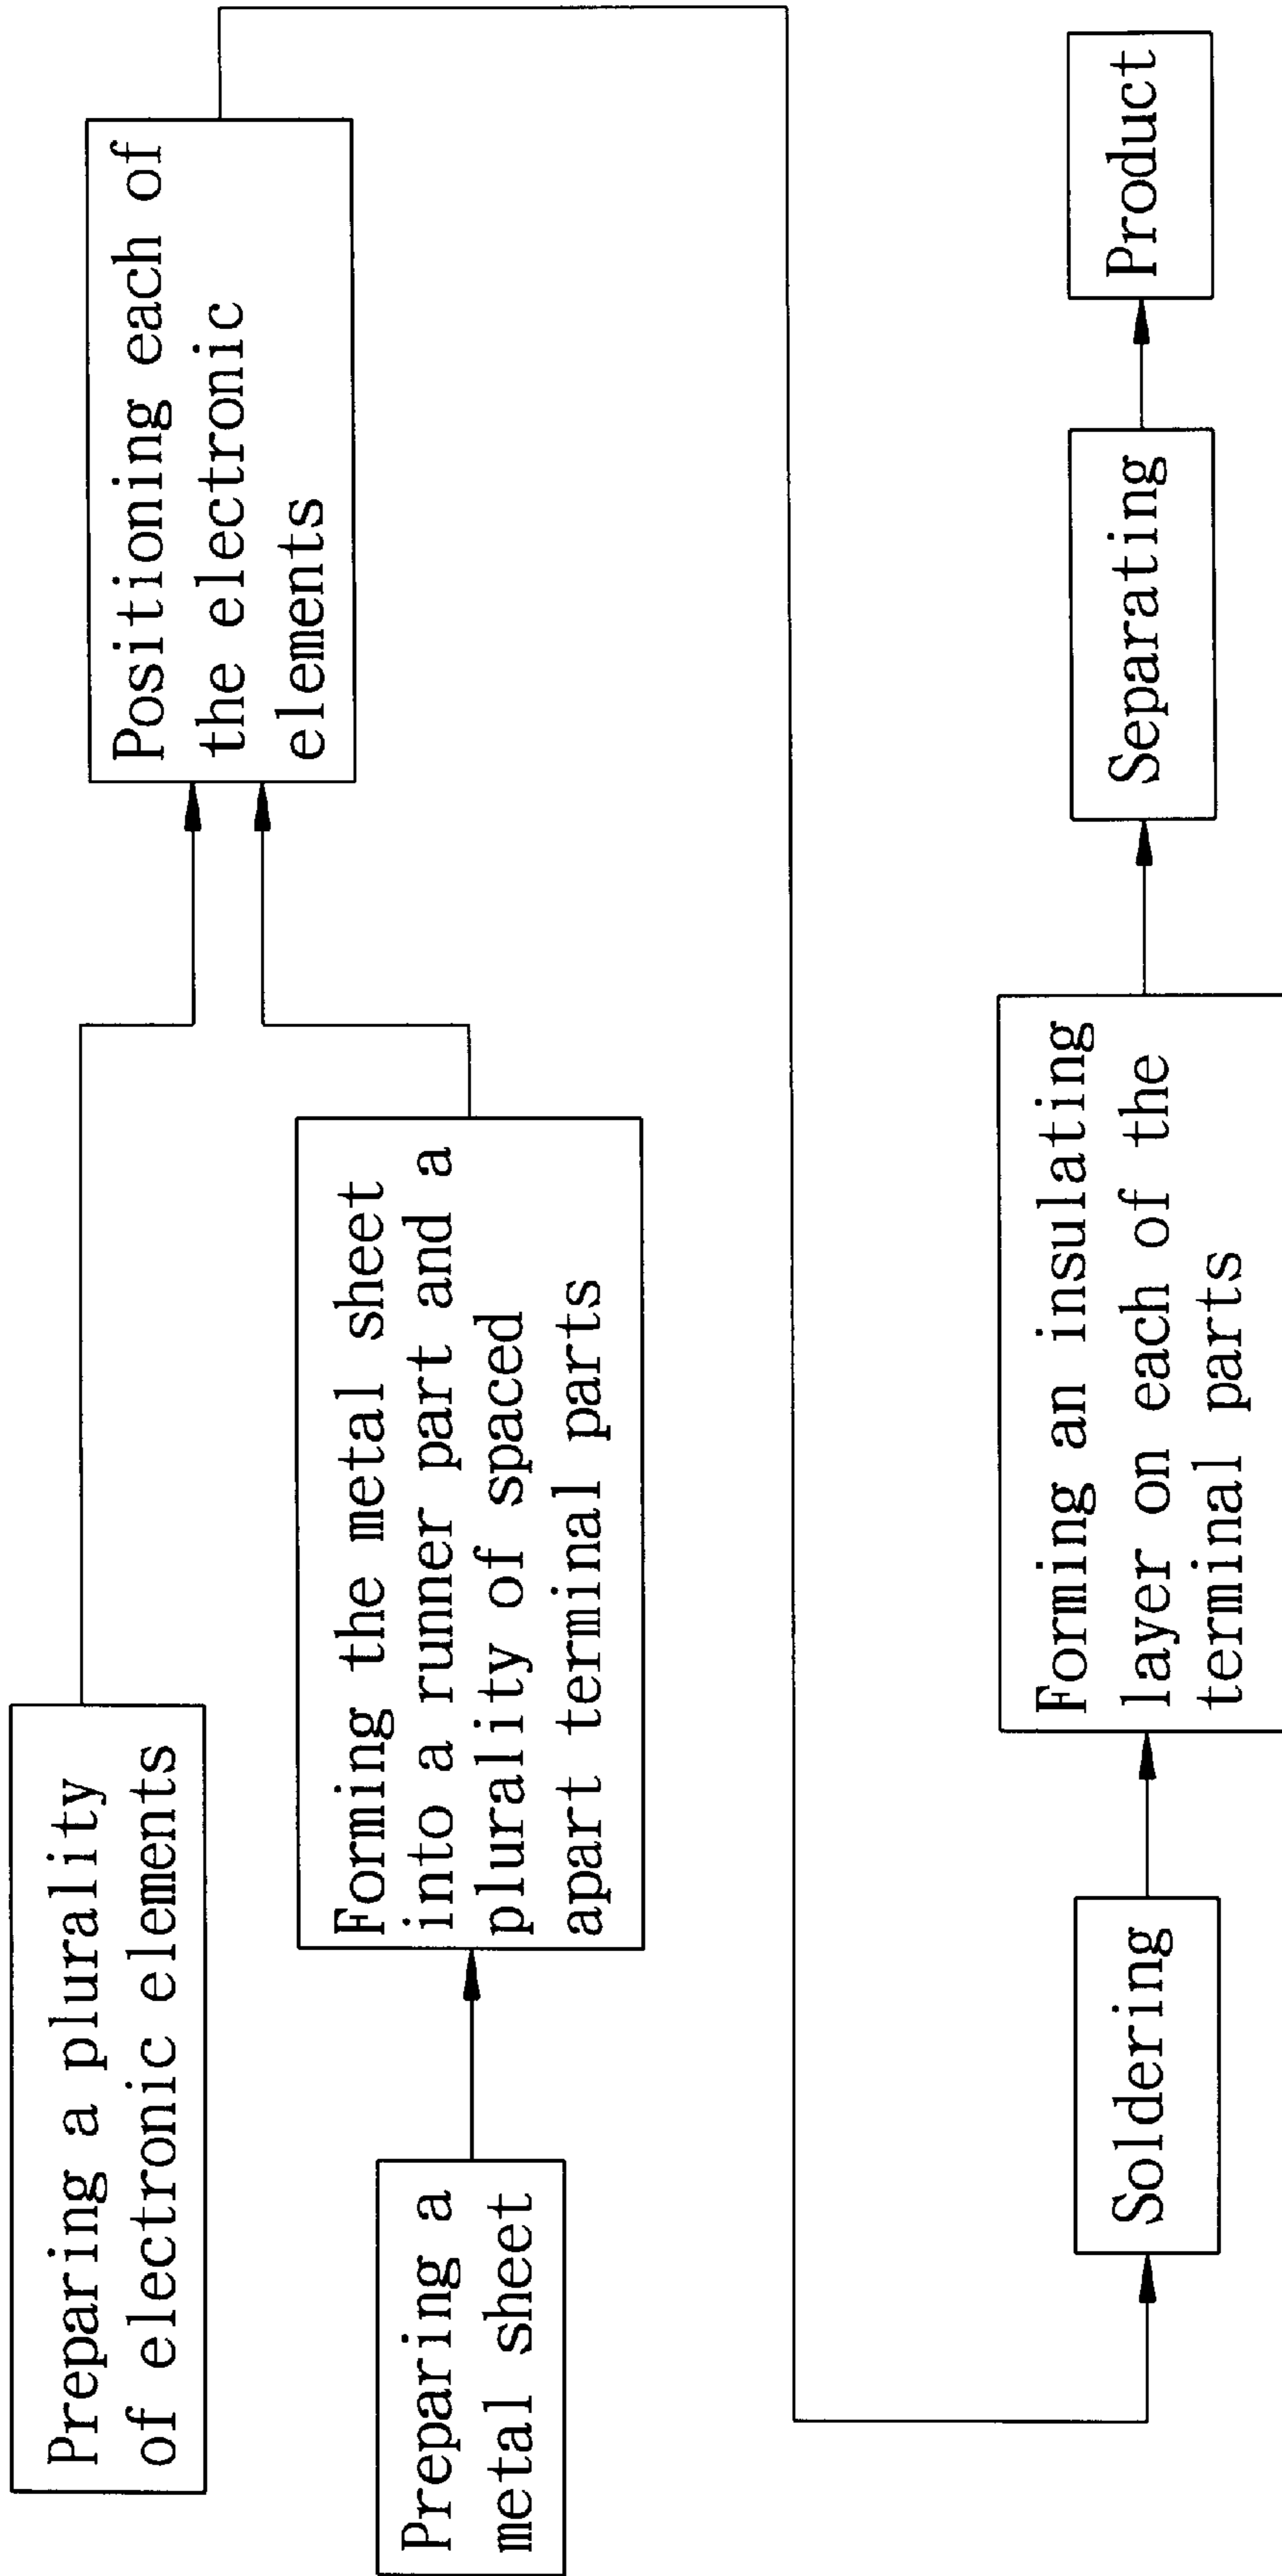 Preparing a plurality
of electronic elements
Preparing a
metal sheet
Forming the metal sheet
into a runner part and a
plurality of spaced
apart terminal parts
Positioning each of
the electronic
elements
Soldering
Forming an insulating
layer on each of the
terminal parts
Separating
Product